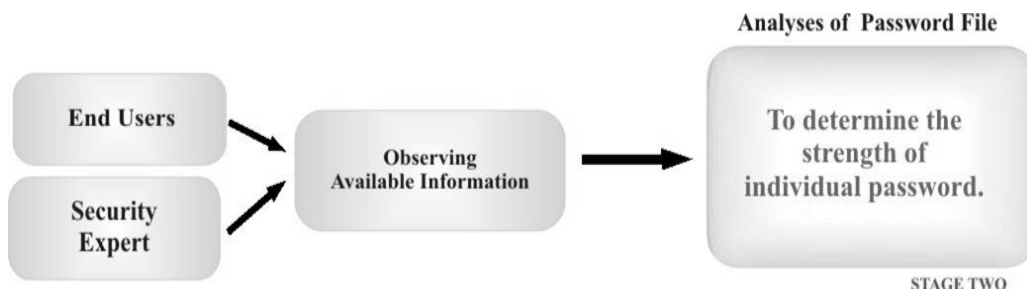 End Users
Security
Expert
Observing
Available Information
Analyses of Password File
To determine the
strength of
individual password.
STAGE TWO